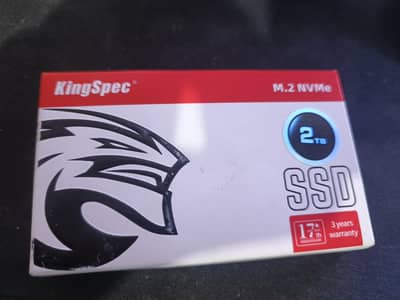 KingSpec®
M.2 NVMe
2TB
SSD
17th
3 years
warranty